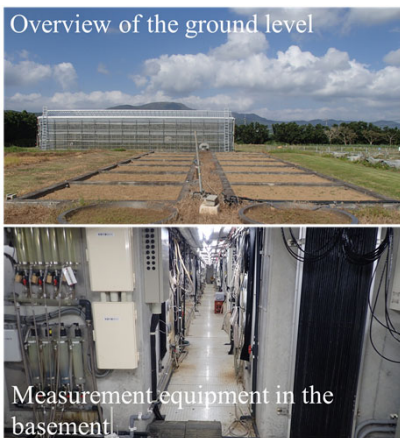 Overview of the ground level
Measurement equipment in the
basement